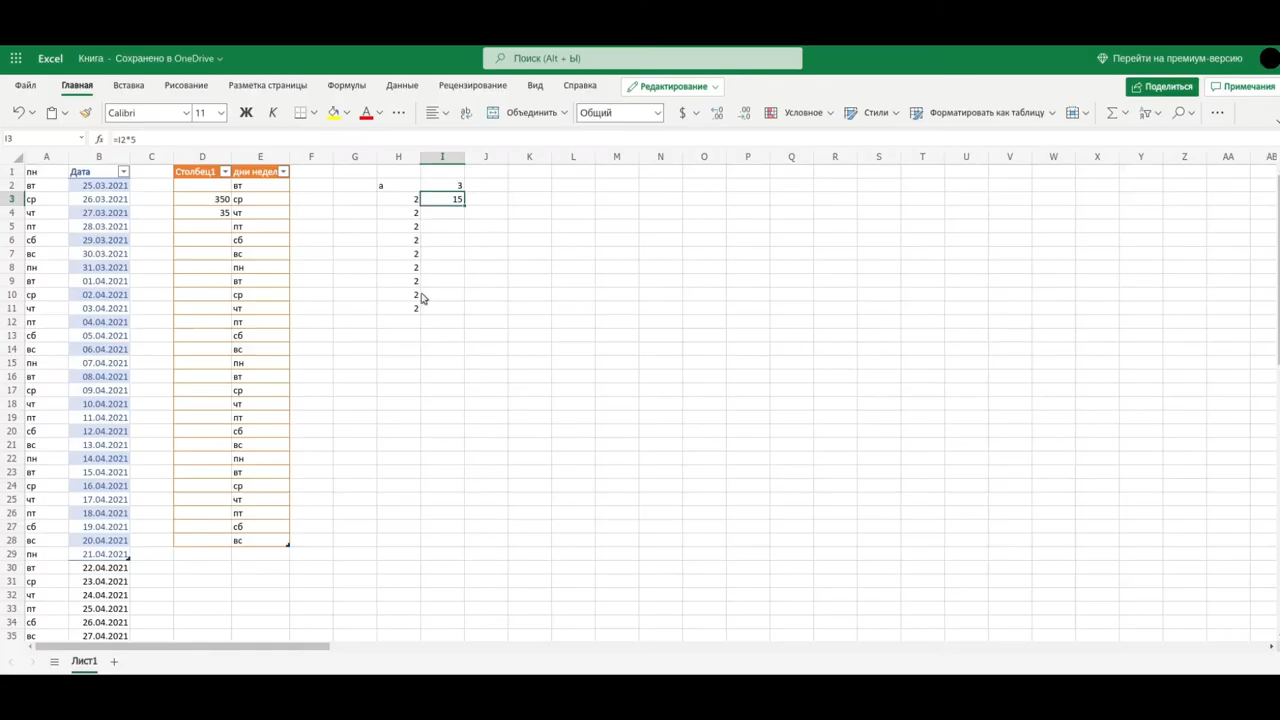 Excel Книга - Сохранено в OneDrive Поиск (Alt + Ы) Перейти на премиум-версию
Файл Главная Вставка Рисование Разметка страницы Формулы Данные Рецензирование Вид Справка Редактирование Поделиться Примечания
Calibri 11 Ж К Объединить Общий $ Условное Стили Форматировать как таблицу
I3 fx =I2*5
A B C D E F G H I J K L M N O P Q R S T U V W X Y Z AA AB
1 пн Дата Столбец1 дни недел
2 вт 25.03.2021 вт а 3
3 ср 26.03.2021 350 ср 2 15
4 чт 27.03.2021 35 чт 2
5 пт 28.03.2021 пт 2
6 сб 29.03.2021 сб 2
7 вс 30.03.2021 вс 2
8 пн 31.03.2021 пн 2
9 вт 01.04.2021 вт 2
10 ср 02.04.2021 ср 2
11 чт 03.04.2021 чт 2
12 пт 04.04.2021 пт
13 сб 05.04.2021 сб
14 вс 06.04.2021 вс
15 пн 07.04.2021 пн
16 вт 08.04.2021 вт
17 ср 09.04.2021 ср
18 чт 10.04.2021 чт
19 пт 11.04.2021 пт
20 сб 12.04.2021 сб
21 вс 13.04.2021 вс
22 пн 14.04.2021 пн
23 вт 15.04.2021 вт
24 ср 16.04.2021 ср
25 чт 17.04.2021 чт
26 пт 18.04.2021 пт
27 сб 19.04.2021 сб
28 вс 20.04.2021 вс
29 пн 21.04.2021
30 вт 22.04.2021
31 ср 23.04.2021
32 чт 24.04.2021
33 пт 25.04.2021
34 сб 26.04.2021
35 вс 27.04.2021
Лист1